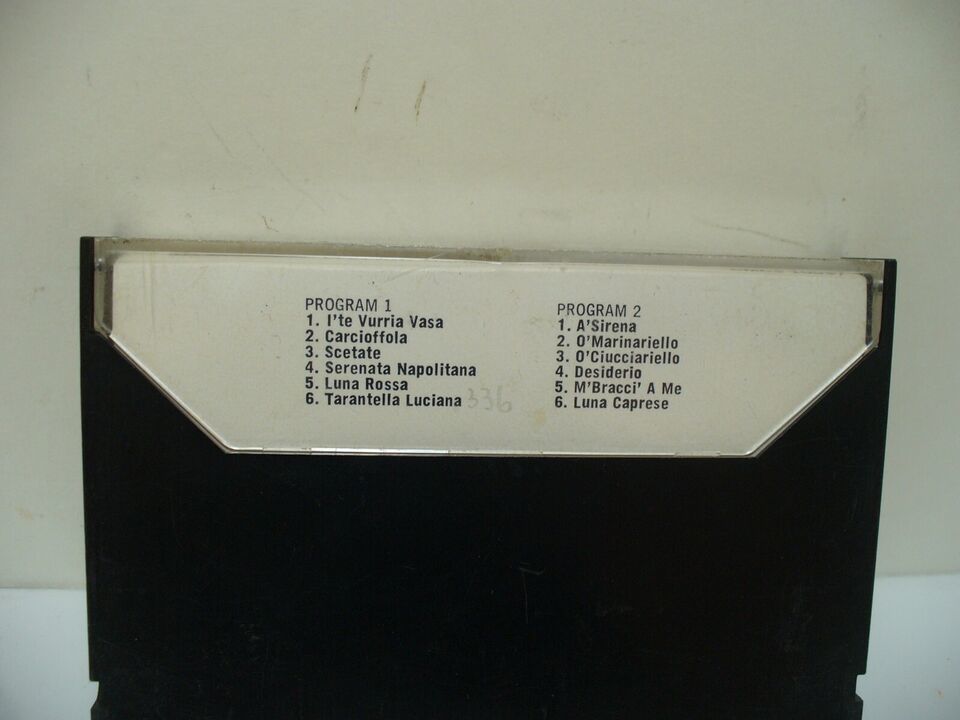 PROGRAM 1
1. I'te Vurria Vasa
2. Carcioffola
3. Scetate
4. Serenata Napolitana
5. Luna Rossa
6. Tarantella Luciana
336
PROGRAM 2
1. A'Sirena
2. O'Marinariello
3. O'Ciucciariello
4. Desiderio
5. M'Bracci' A Me
6. Luna Caprese